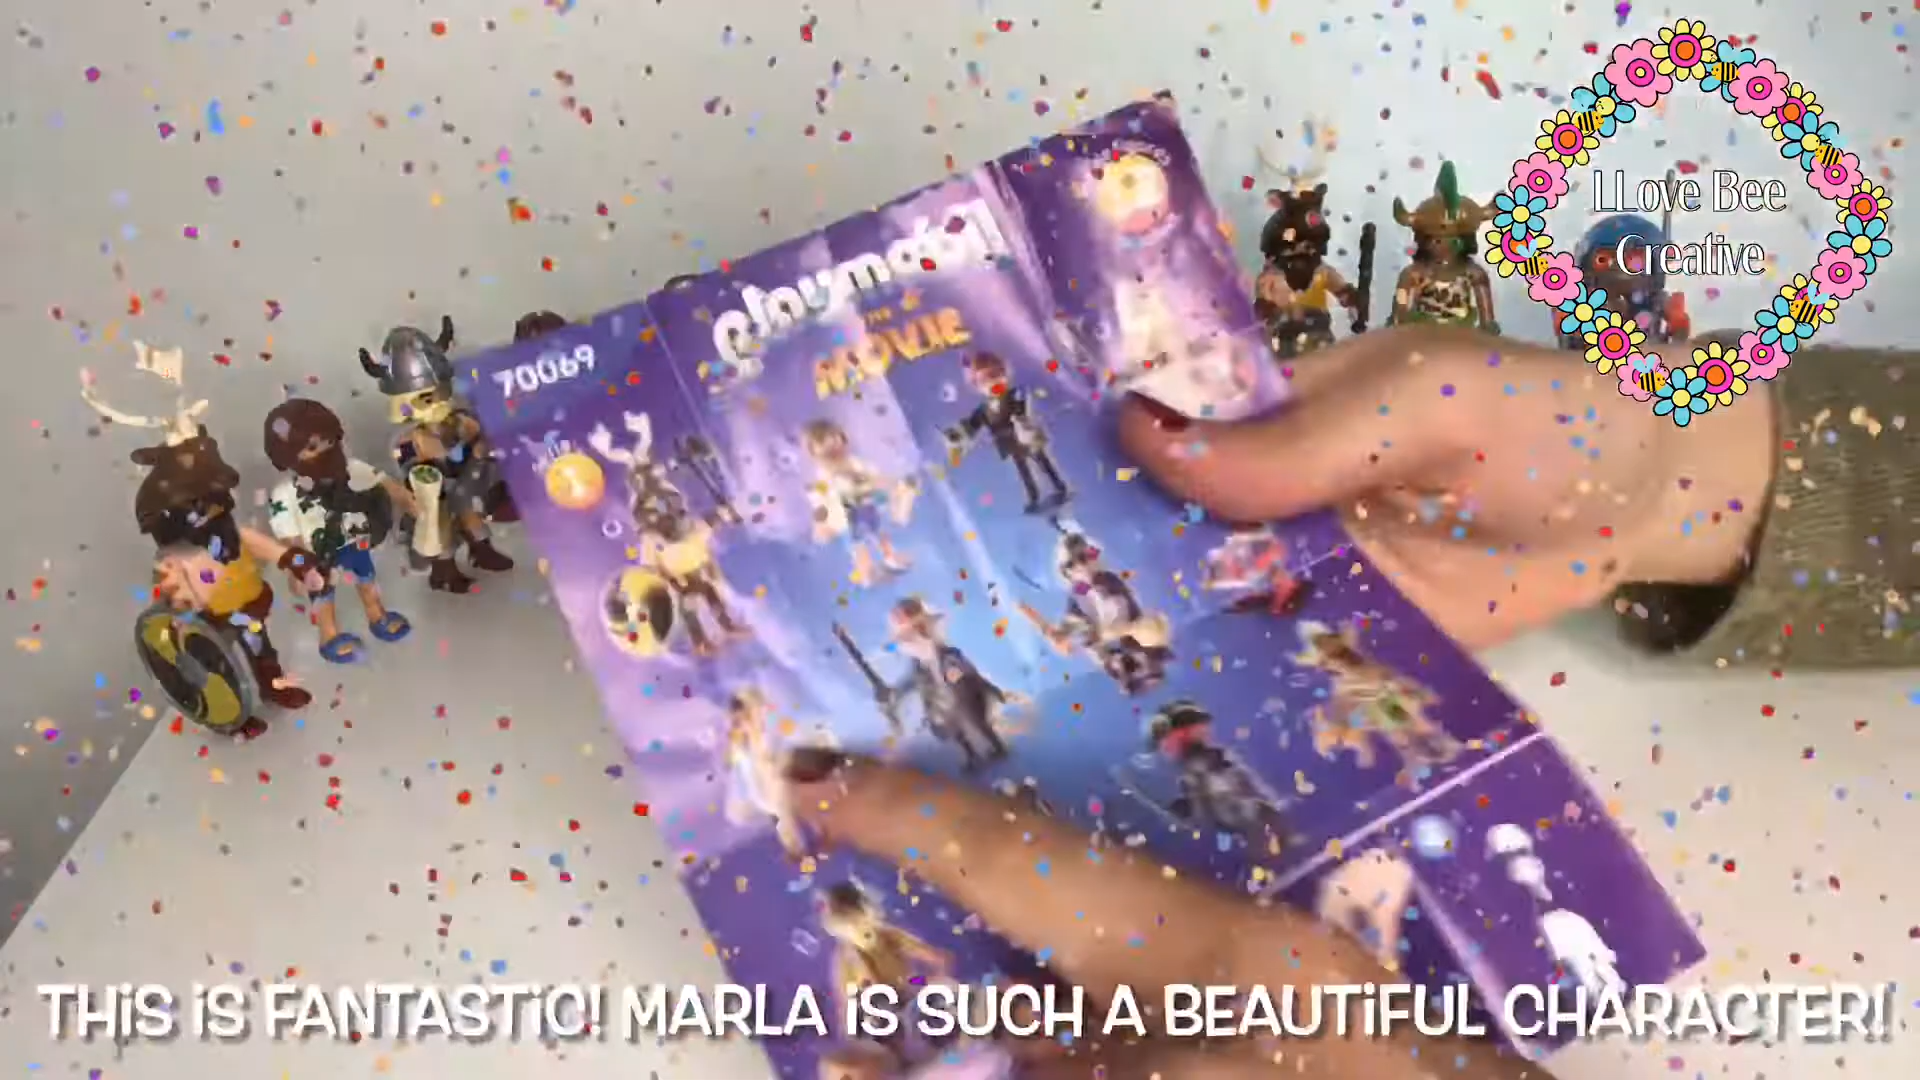 LLove Bee
Creative
playmobil
THE
MOVIE
70069
THiS iS FANTASTiC! MARLA iS SUCH A BEAUTiFUL CHARACTER!